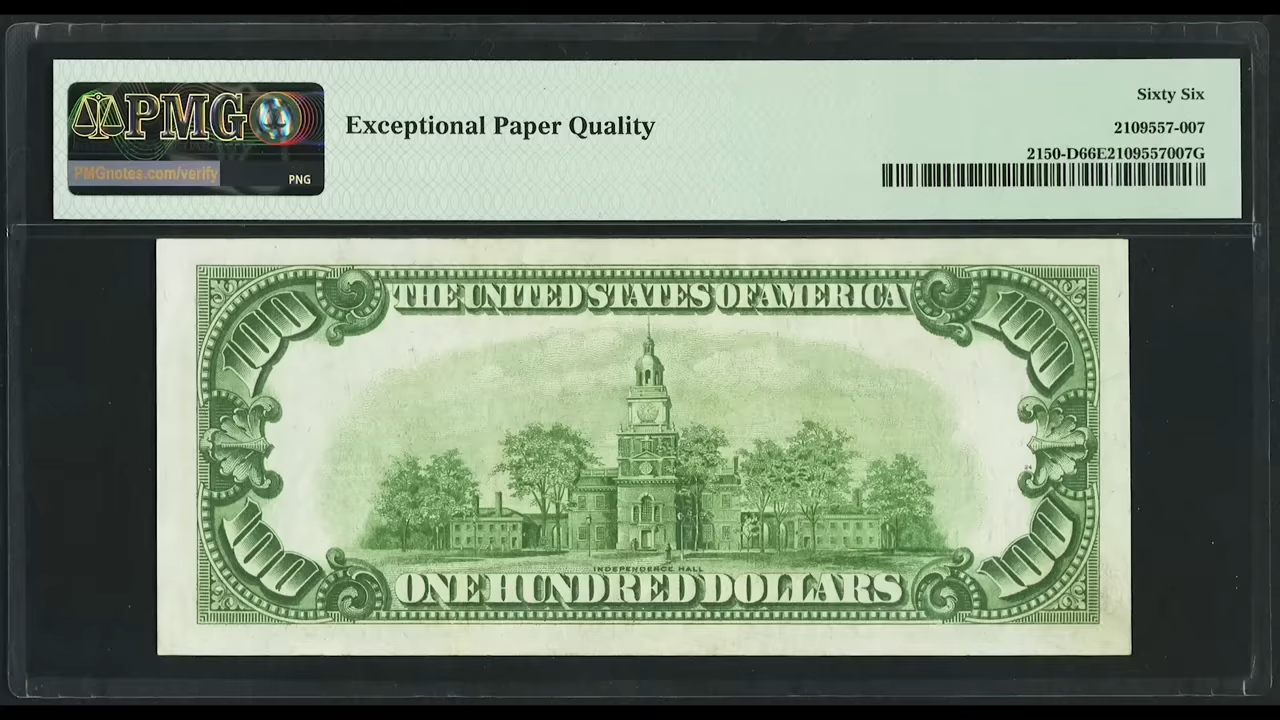 PMG
PMGnotes.com/verify
PNG
Exceptional Paper Quality
Sixty Six
2109557-007
2150-D66E2109557007G
THE UNITED STATES OF AMERICA
100
100
100
100
INDEPENDENCE HALL
ONE HUNDRED DOLLARS